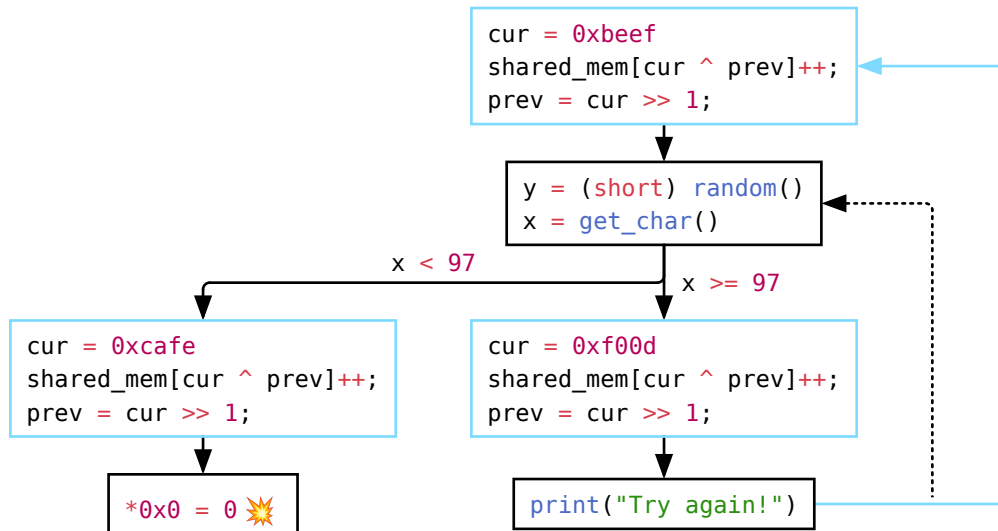 cur = 0xbeef
shared_mem[cur ^ prev]++;
prev = cur >> 1;
y = (short) random()
x = get_char()
x < 97
x >= 97
cur = 0xcafe
shared_mem[cur ^ prev]++;
prev = cur >> 1;
cur = 0xf00d
shared_mem[cur ^ prev]++;
prev = cur >> 1;
*0x0 = 0 💥
print("Try again!")